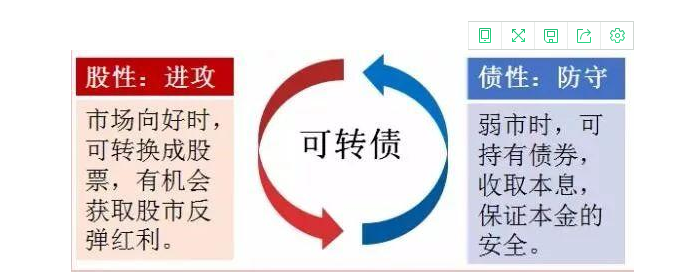 股性：进攻
市场向好时，
可转换成股
票，有机会
获取股市反
弹红利。
可转债
债性：防守
弱市时，可
持有债券，
收取本息，
保证本金的
安全。